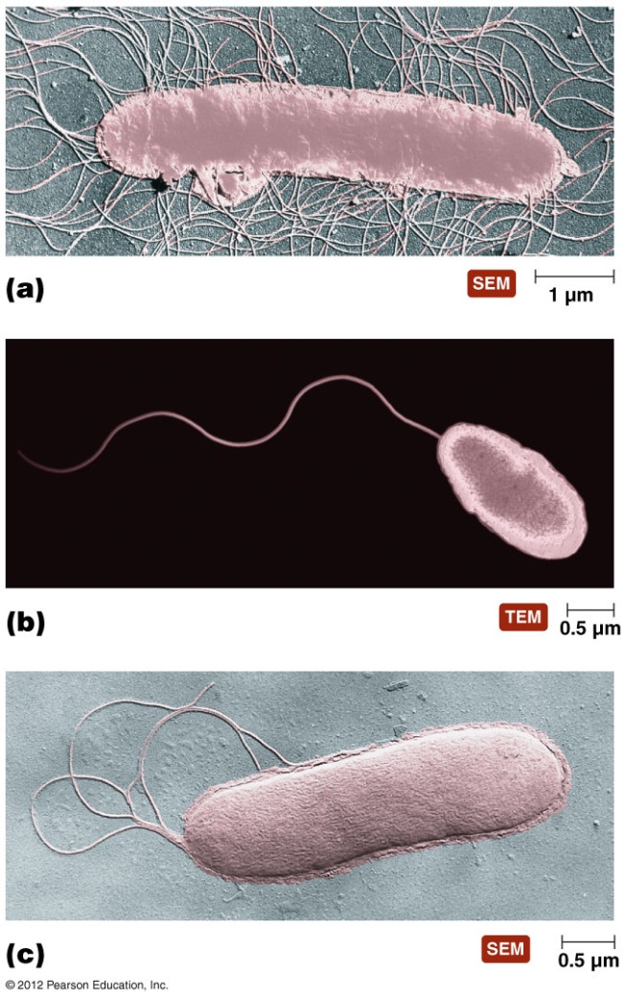 (a)
SEM
1 µm
(b)
TEM
0.5 µm
(c)
SEM
0.5 µm
© 2012 Pearson Education, Inc.